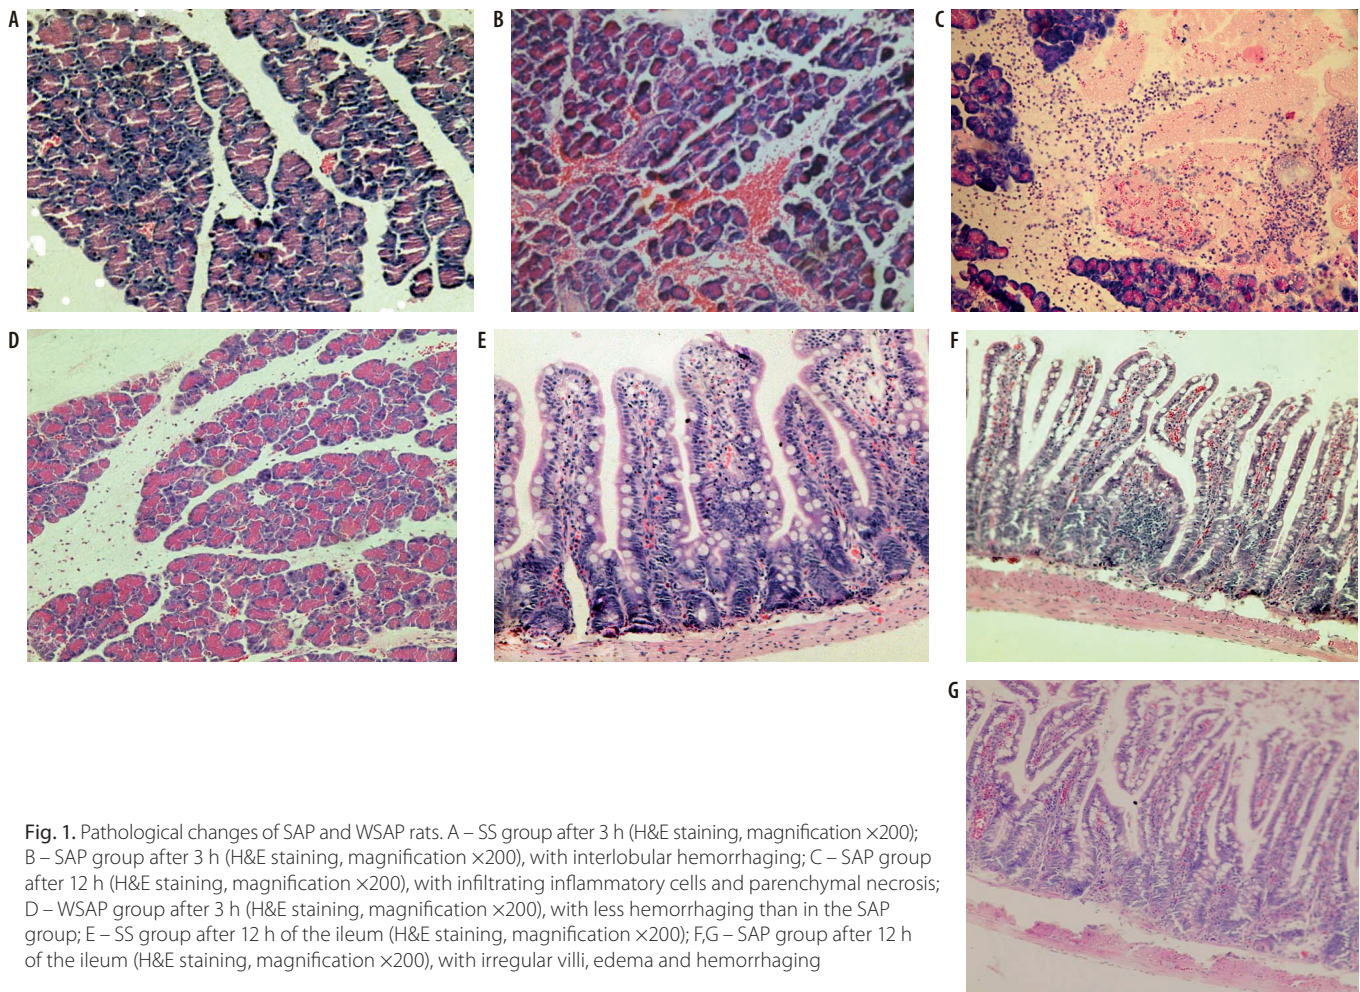 A
B
C
D
E
F
G
Fig. 1. Pathological changes of SAP and WSAP rats. A – SS group after 3 h (H&E staining, magnification ×200);
B – SAP group after 3 h (H&E staining, magnification ×200), with interlobular hemorrhaging; C – SAP group
after 12 h (H&E staining, magnification ×200), with infiltrating inflammatory cells and parenchymal necrosis;
D – WSAP group after 3 h (H&E staining, magnification ×200), with less hemorrhaging than in the SAP
group; E – SS group after 12 h of the ileum (H&E staining, magnification ×200); F,G – SAP group after 12 h
of the ileum (H&E staining, magnification ×200), with irregular villi, edema and hemorrhaging